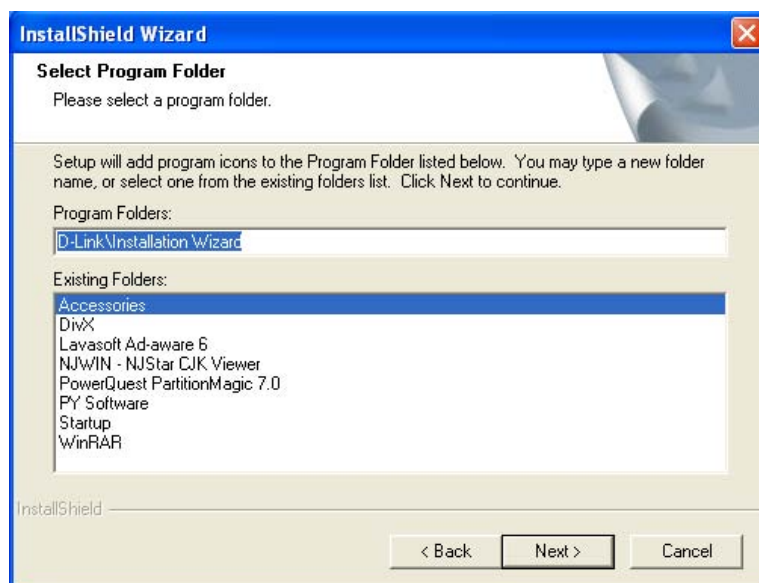 InstallShield Wizard
Select Program Folder
Please select a program folder.
Setup will add program icons to the Program Folder listed below.  You may type a new folder
name, or select one from the existing folders list.  Click Next to continue.
Program Folders:
D-Link\Installation Wizard
Existing Folders:
Accessories
DivX
Lavasoft Ad-aware 6
NJWIN - NJStar CJK Viewer
PowerQuest PartitionMagic 7.0
PY Software
Startup
WinRAR
InstallShield
< Back
Next >
Cancel